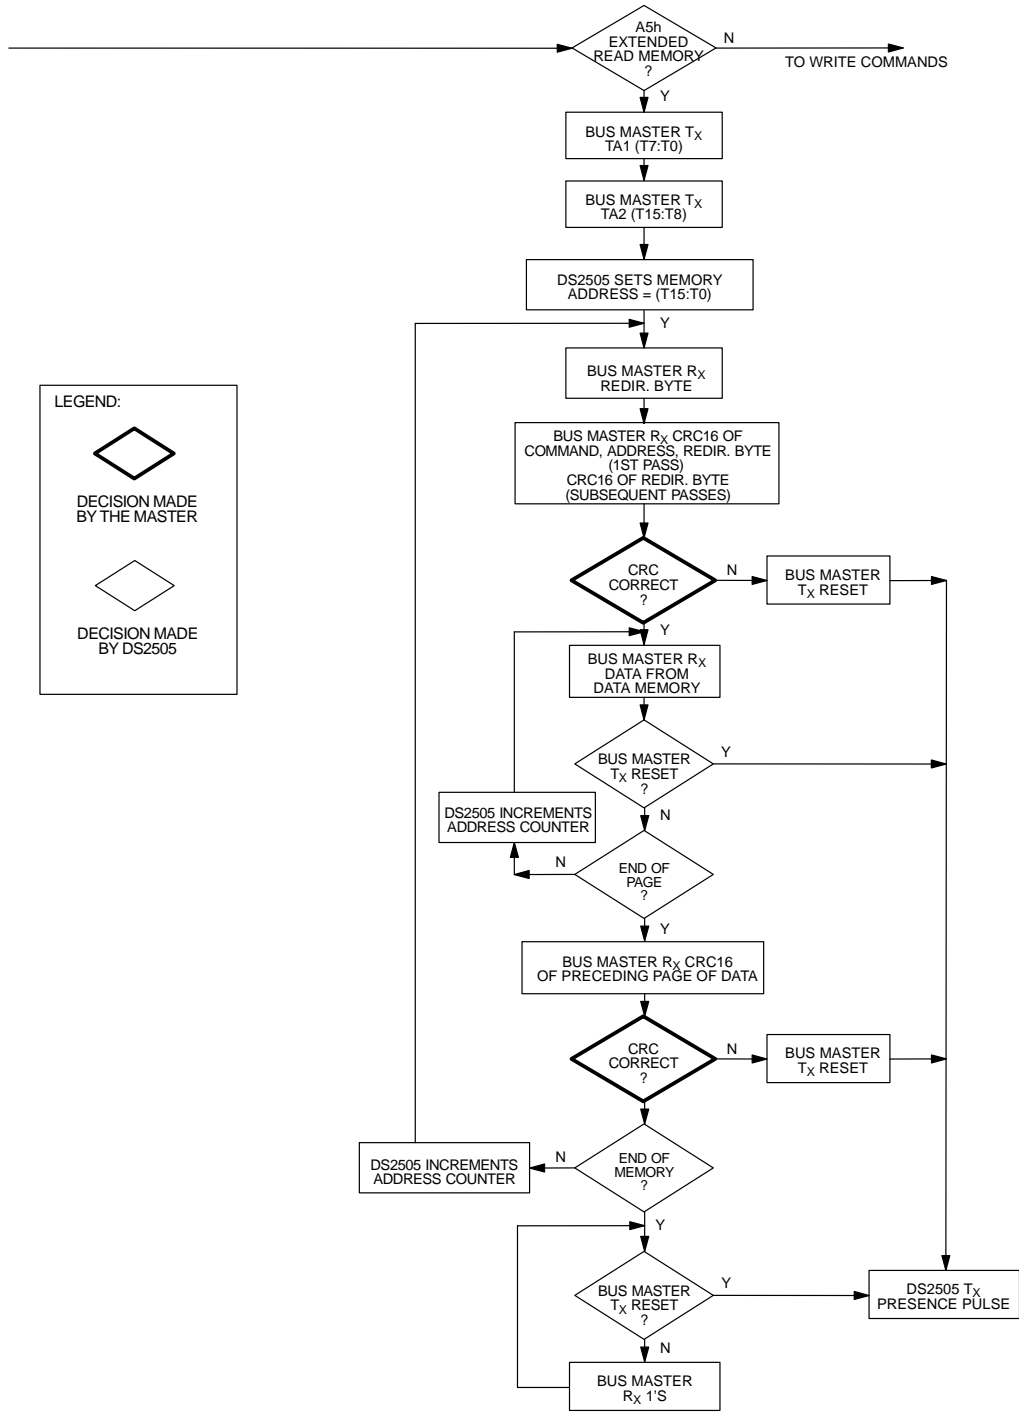 A5h
EXTENDED
READ MEMORY
?
N
TO WRITE COMMANDS
Y
BUS MASTER TX
TA1 (T7:T0)
BUS MASTER TX
TA2 (T15:T8)
DS2505 SETS MEMORY
ADDRESS = (T15:T0)
Y
BUS MASTER RX
REDIR. BYTE
LEGEND:
DECISION MADE
BY THE MASTER
DECISION MADE
BY DS2505
BUS MASTER RX CRC16 OF
COMMAND, ADDRESS, REDIR. BYTE
(1ST PASS)
CRC16 OF REDIR. BYTE
(SUBSEQUENT PASSES)
CRC
CORRECT
?
N
BUS MASTER
TX RESET
Y
BUS MASTER RX
DATA FROM
DATA MEMORY
BUS MASTER
TX RESET
?
Y
N
DS2505 INCREMENTS
ADDRESS COUNTER
END OF
PAGE
?
N
Y
BUS MASTER RX CRC16
OF PRECEDING PAGE OF DATA
CRC
CORRECT
?
N
BUS MASTER
TX RESET
END OF
MEMORY
?
N
DS2505 INCREMENTS
ADDRESS COUNTER
Y
BUS MASTER
TX RESET
?
Y
DS2505 TX
PRESENCE PULSE
N
BUS MASTER
RX 1'S